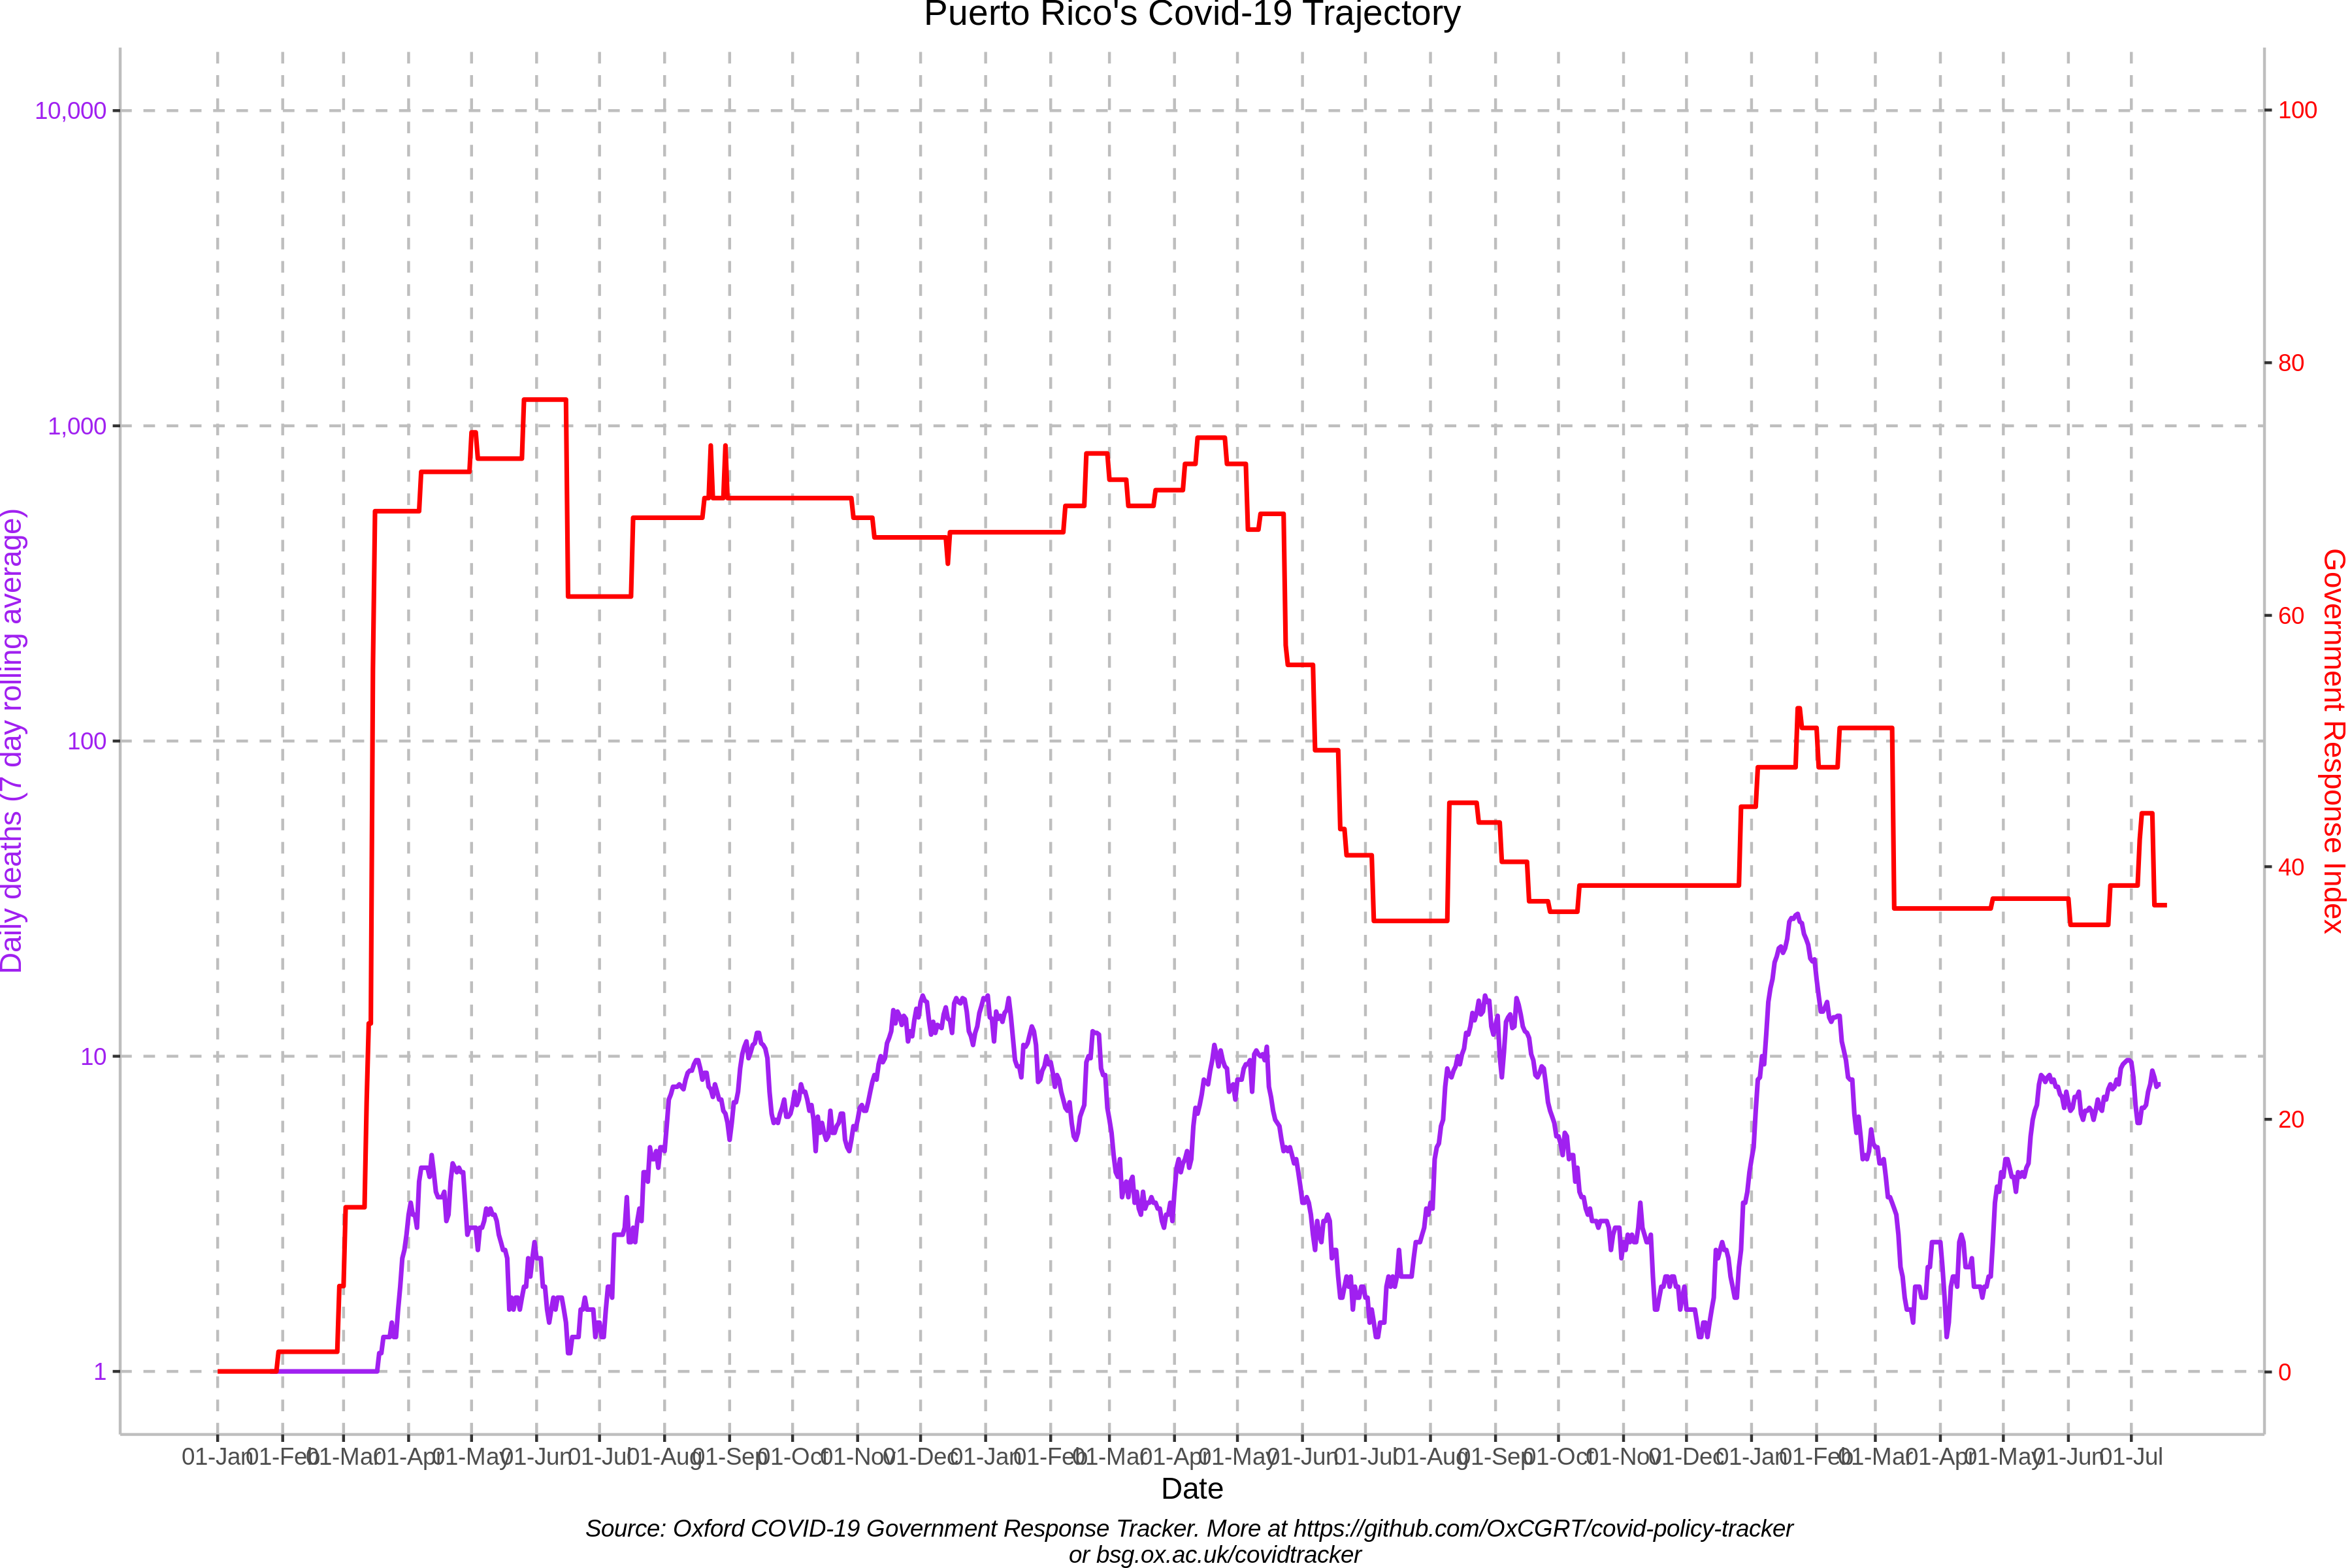 Puerto Rico's Covid-19 Trajectory
10,000
1,000
100
10
1
Daily deaths (7 day rolling average)
100
80
60
40
20
0
Government Response Index
01-Jan 01-Feb 01-Mar 01-Apr 01-May 01-Jun 01-Jul 01-Aug 01-Sep 01-Oct 01-Nov 01-Dec 01-Jan 01-Feb 01-Mar 01-Apr 01-May 01-Jun 01-Jul 01-Aug 01-Sep 01-Oct 01-Nov 01-Dec 01-Jan 01-Feb 01-Mar 01-Apr 01-May 01-Jun 01-Jul
Date
Source: Oxford COVID-19 Government Response Tracker. More at https://github.com/OxCGRT/covid-policy-tracker
or bsg.ox.ac.uk/covidtracker